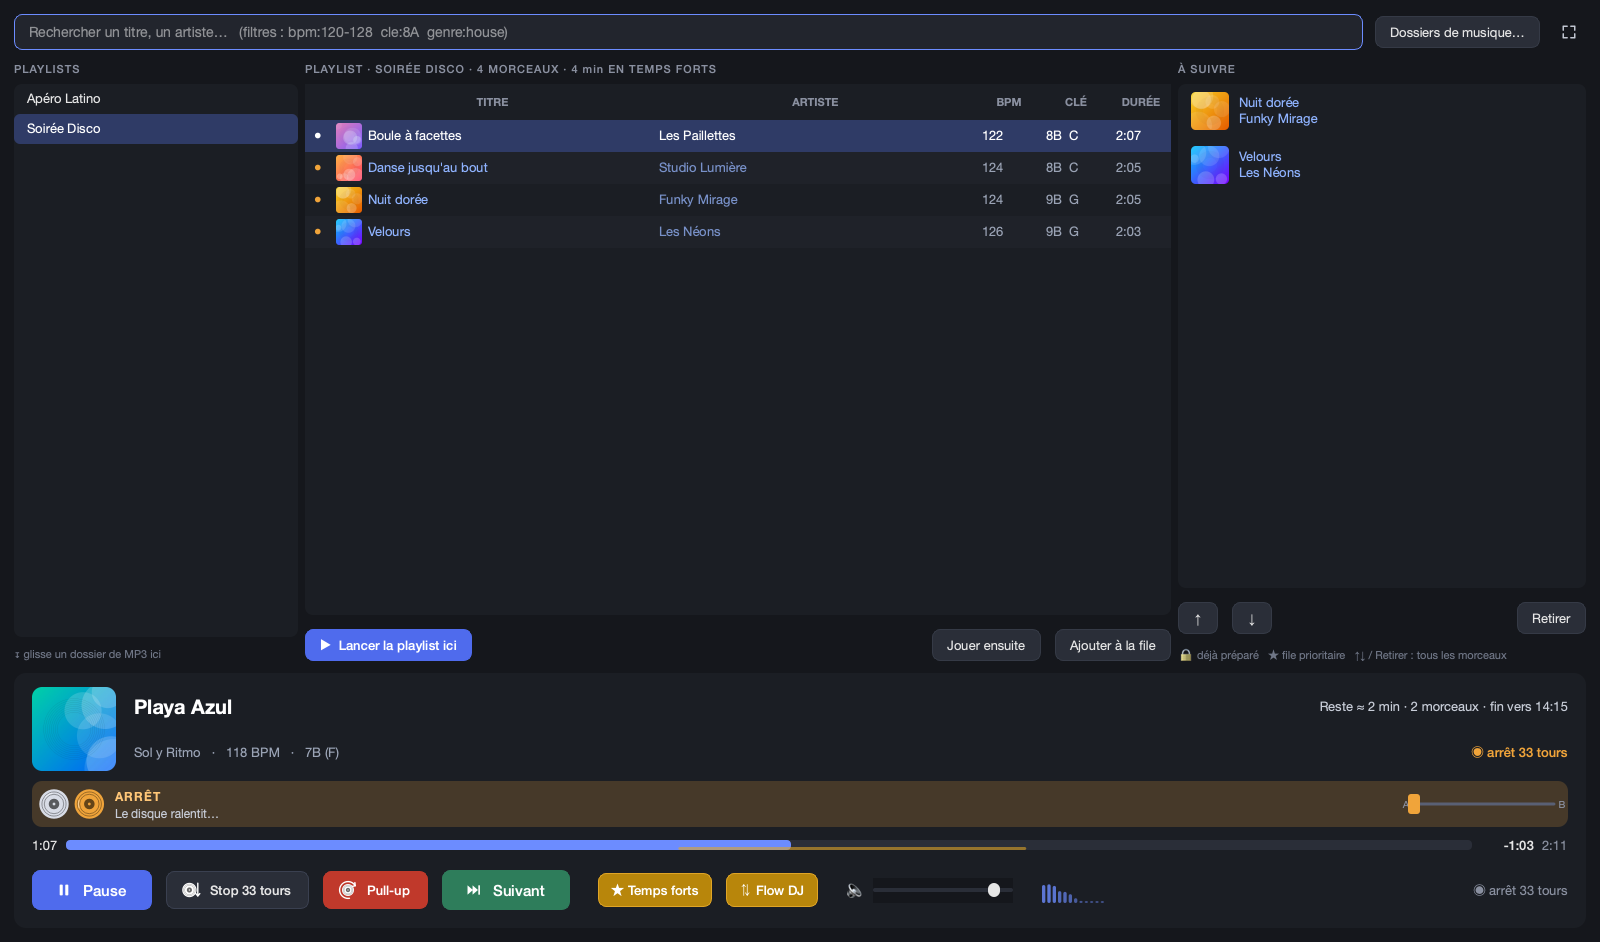 Rechercher un titre, un artiste… (filtres : bpm:120-128 cle:8A genre:house)
Dossiers de musique…
PLAYLISTS
Apéro Latino
Soirée Disco
↕ glisse un dossier de MP3 ici
PLAYLIST · SOIRÉE DISCO · 4 MORCEAUX · 4 min EN TEMPS FORTS
TITRE ARTISTE BPM CLÉ DURÉE
Boule à facettes Les Paillettes 122 8B C 2:07
Danse jusqu'au bout Studio Lumière 124 8B C 2:05
Nuit dorée Funky Mirage 124 9B G 2:05
Velours Les Néons 126 9B G 2:03
Lancer la playlist ici
Jouer ensuite
Ajouter à la file
À SUIVRE
Nuit dorée
Funky Mirage
Velours
Les Néons
↑ ↓ Retirer
🔒 déjà préparé ★ file prioritaire ↑↓ / Retirer : tous les morceaux
Playa Azul
Reste ≈ 2 min · 2 morceaux · fin vers 14:15
Sol y Ritmo · 118 BPM · 7B (F)
◉ arrêt 33 tours
ARRÊT
Le disque ralentit…
A B
1:07 -1:03 2:11
Pause
Stop 33 tours
Pull-up
Suivant
★ Temps forts
⇅ Flow DJ
◉ arrêt 33 tours